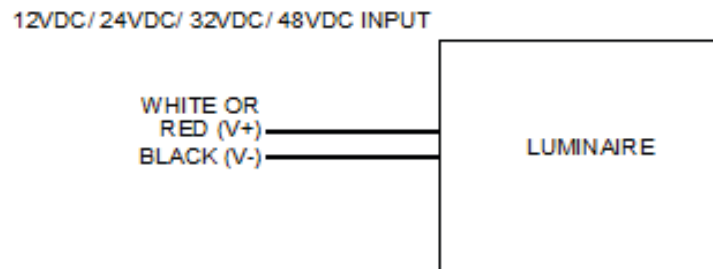 12VDC/ 24VDC/ 32VDC/ 48VDC INPUT
WHITE OR
RED (V+)
BLACK (V-)
LUMINAIRE